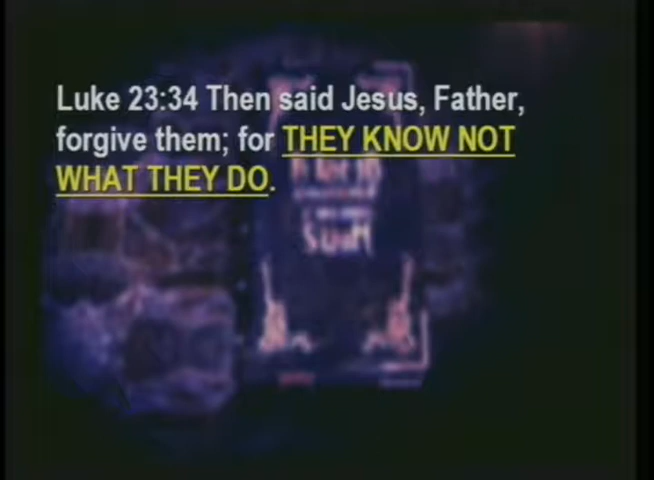 Luke 23:34 Then said Jesus, Father,
forgive them; for THEY KNOW NOT
WHAT THEY DO.